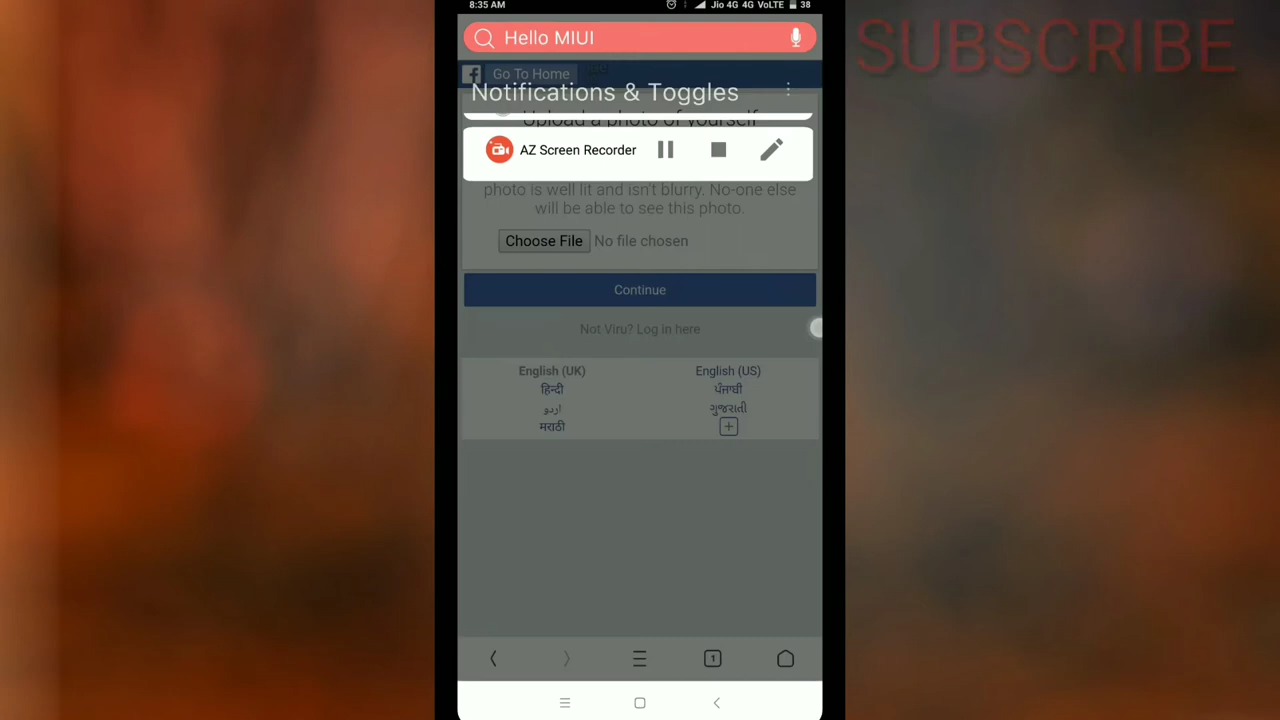 8:35 AM Jio 4G 4G VoLTE 38
SUBSCRIBE
Hello MIUI
Go To Home
Notifications & Toggles
Upload a photo of yourself
AZ Screen Recorder
photo is well lit and isn't blurry. No-one else
will be able to see this photo.
Choose File No file chosen
Continue
Not Viru? Log in here
English (UK) English (US)
हिन्दी ਪੰਜਾਬੀ
اردو ગુજરાતી
मराठी
1